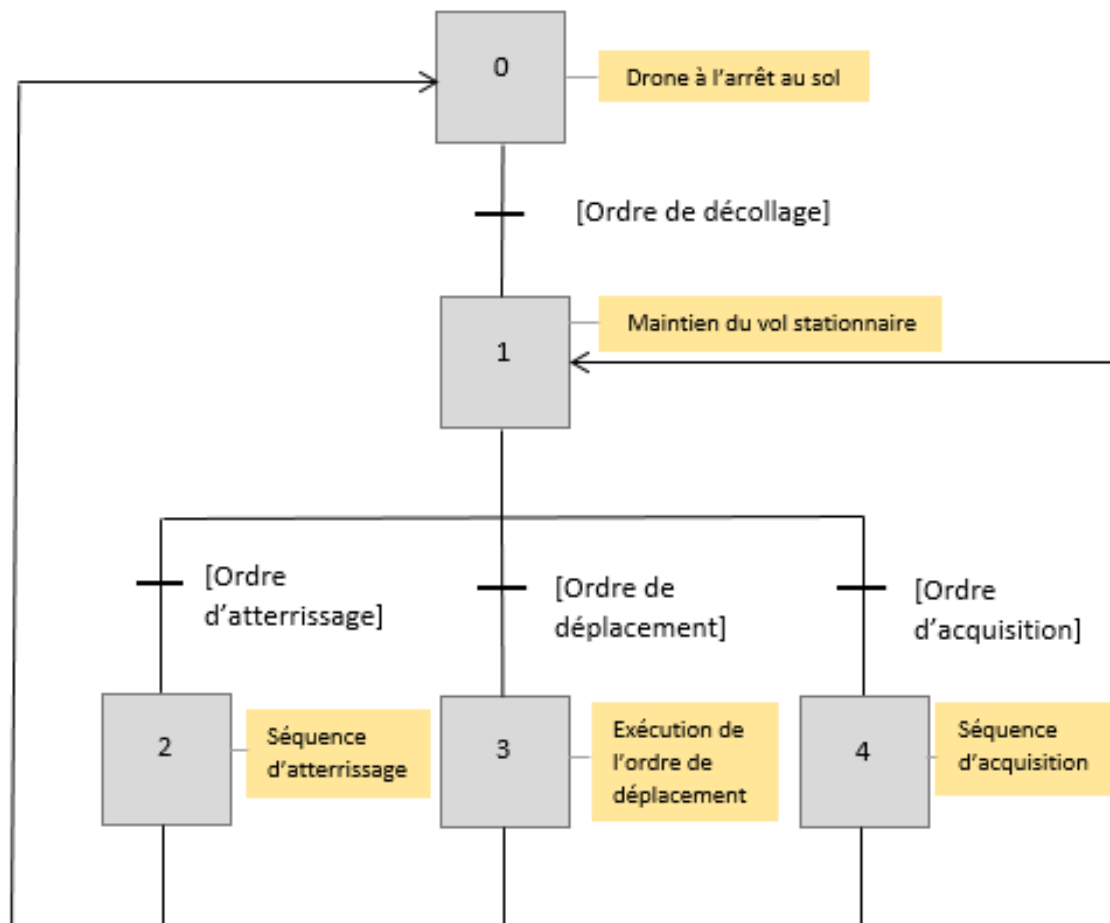 0
Drone à l'arrêt au sol
[Ordre de décollage]
Maintien du vol stationnaire
1
[Ordre
d'atterrissage]
[Ordre de
déplacement]
[Ordre
d'acquisition]
2
Séquence
d'atterrissage
3
Exécution de
l'ordre de
déplacement
4
Séquence
d'acquisition